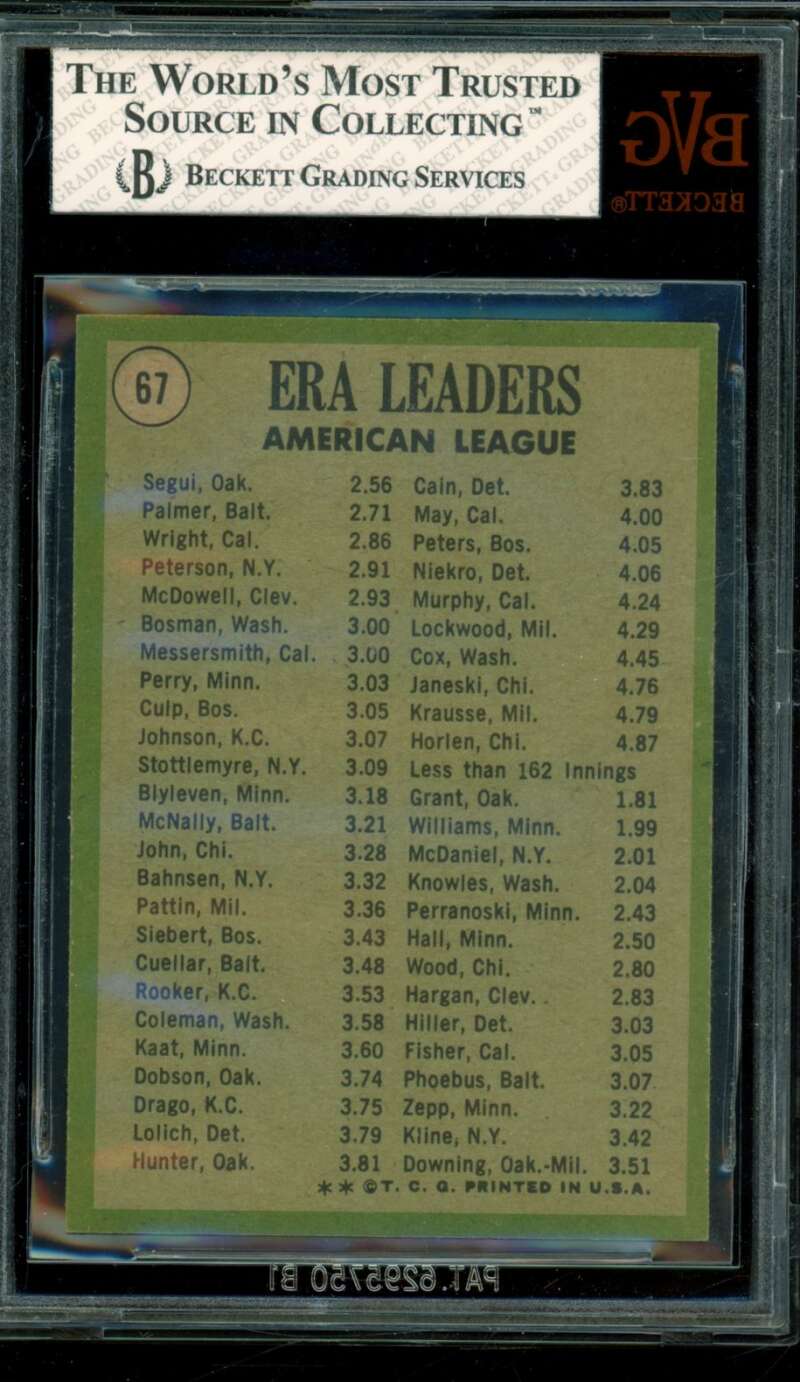 THE WORLD'S MOST TRUSTED
SOURCE IN COLLECTING™
B BECKETT GRADING SERVICES
BVG
BECKETT®
67
ERA LEADERS
AMERICAN LEAGUE
Segui, Oak. 2.56
Palmer, Balt. 2.71
Wright, Cal. 2.86
Peterson, N.Y. 2.91
McDowell, Clev. 2.93
Bosman, Wash. 3.00
Messersmith, Cal. 3.00
Perry, Minn. 3.03
Culp, Bos. 3.05
Johnson, K.C. 3.07
Stottlemyre, N.Y. 3.09
Blyleven, Minn. 3.18
McNally, Balt. 3.21
John, Chi. 3.28
Bahnsen, N.Y. 3.32
Pattin, Mil. 3.36
Siebert, Bos. 3.43
Cuellar, Balt. 3.48
Rooker, K.C. 3.53
Coleman, Wash. 3.58
Kaat, Minn. 3.60
Dobson, Oak. 3.74
Drago, K.C. 3.75
Lolich, Det. 3.79
Hunter, Oak. 3.81
Cain, Det. 3.83
May, Cal. 4.00
Peters, Bos. 4.05
Niekro, Det. 4.06
Murphy, Cal. 4.24
Lockwood, Mil. 4.29
Cox, Wash. 4.45
Janeski, Chi. 4.76
Krausse, Mil. 4.79
Horlen, Chi. 4.87
Less than 162 Innings
Grant, Oak. 1.81
Williams, Minn. 1.99
McDaniel, N.Y. 2.01
Knowles, Wash. 2.04
Perranoski, Minn. 2.43
Hall, Minn. 2.50
Wood, Chi. 2.80
Hargan, Clev. 2.83
Hiller, Det. 3.03
Fisher, Cal. 3.05
Phoebus, Balt. 3.07
Zepp, Minn. 3.22
Kline, N.Y. 3.42
Downing, Oak.-Mil. 3.51
** ©T. C. G. PRINTED IN U.S.A.
PAT.6295750 B1